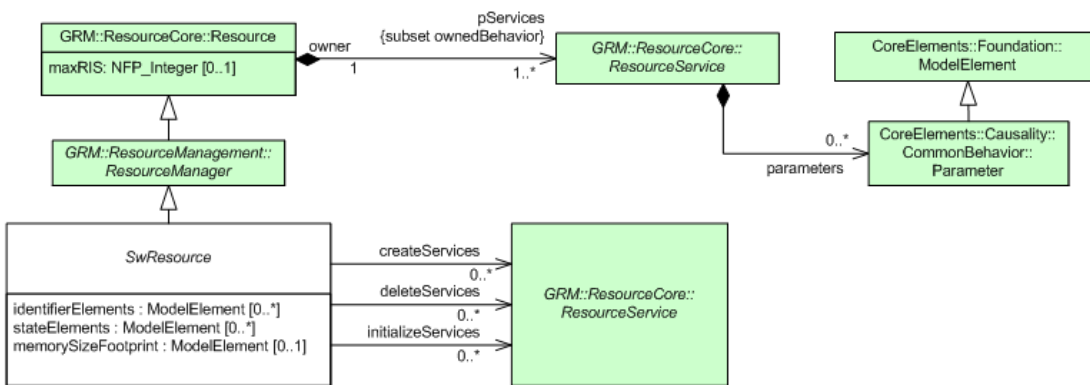 GRM::ResourceCore::Resource
maxRIS: NFP_Integer [0..1]
owner
1
pServices
{subset ownedBehavior}
1..*
GRM::ResourceCore::
ResourceService
CoreElements::Foundation::
ModelElement
0..*
parameters
CoreElements::Causality::
CommonBehavior::
Parameter
GRM::ResourceManagement::
ResourceManager
SwResource
identifierElements : ModelElement [0..*]
stateElements : ModelElement [0..*]
memorySizeFootprint : ModelElement [0..1]
createServices
0..*
deleteServices
0..*
initializeServices
0..*
GRM::ResourceCore::
ResourceService